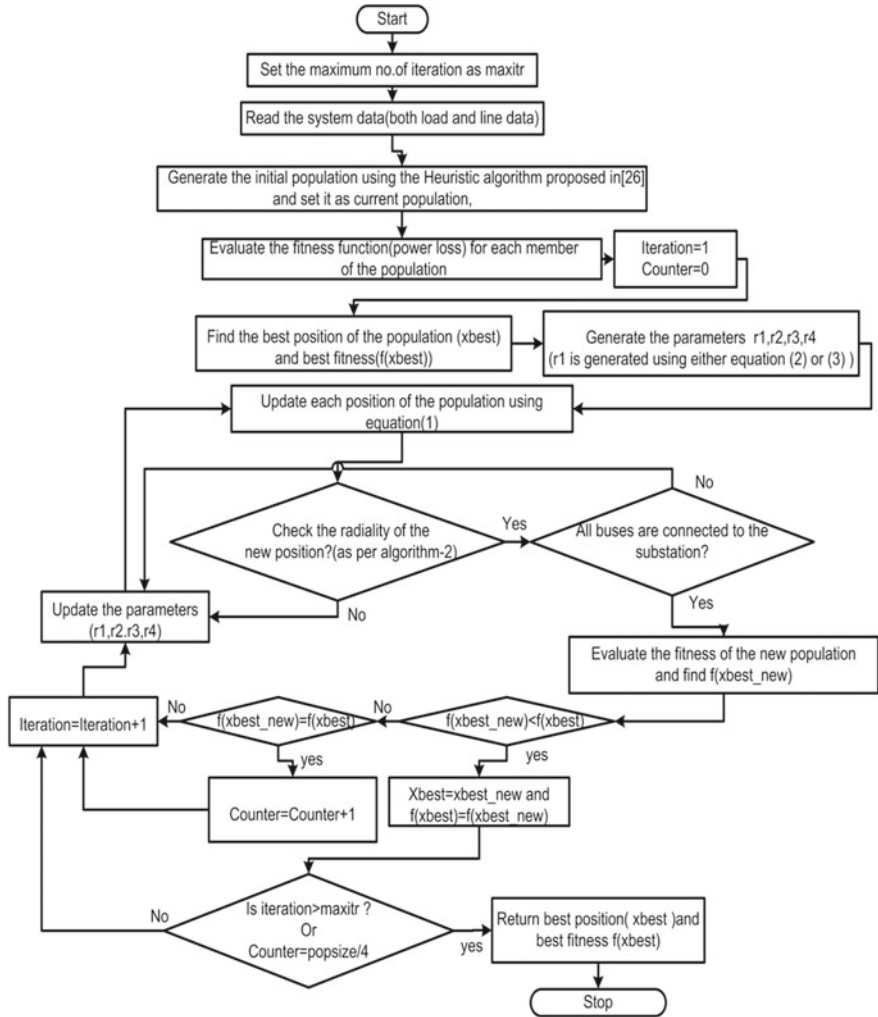 Start
Set the maximum no.of iteration as maxitr
Read the system data(both load and line data)
Generate the initial population using the Heuristic algorithm proposed in[26]
and set it as current population,
Evaluate the fitness function(power loss) for each member
of the population
Iteration=1
Counter=0
Find the best position of the population (xbest)
and best fitness(f(xbest))
Generate the parameters r1,r2,r3,r4
(r1 is generated using either equation (2) or (3) )
Update each position of the population using
equation(1)
No
Check the radiality of the
new position?(as per algorithm-2)
Yes
All buses are connected to the
substation?
No
Yes
Update the parameters
(r1,r2.r3,r4)
Evaluate the fitness of the new population
and find f(xbest_new)
Iteration=Iteration+1
No
f(xbest_new)=f(xbest)
No
f(xbest_new)<f(xbest)
yes
yes
Counter=Counter+1
Xbest=xbest_new and
f(xbest)=f(xbest_new)
No
Is iteration>maxitr ?
Or
Counter=popsize/4
yes
Return best position( xbest )and
best fitness f(xbest)
Stop